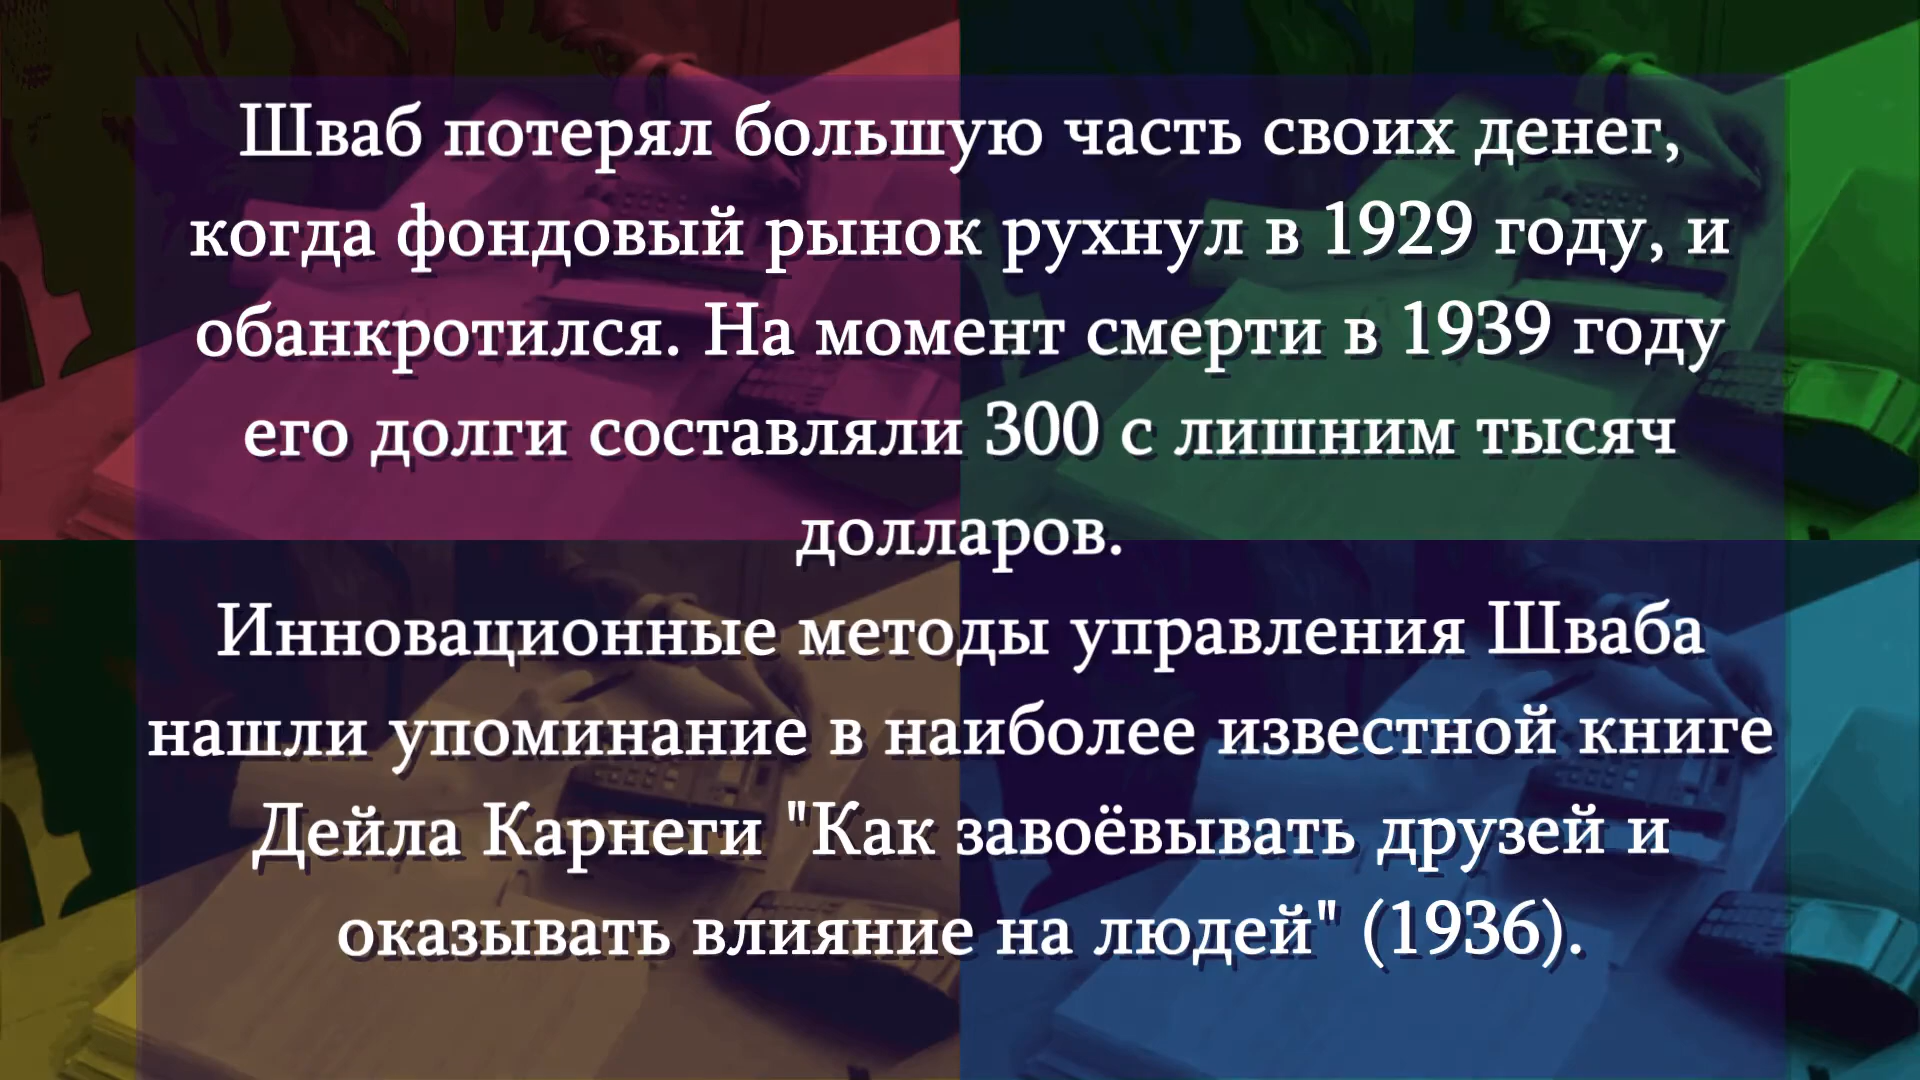 Шваб потерял большую часть своих денег,
когда фондовый рынок рухнул в 1929 году, и
обанкротился. На момент смерти в 1939 году
его долги составляли 300 с лишним тысяч
долларов.
Инновационные методы управления Шваба
нашли упоминание в наиболее известной книге
Дейла Карнеги "Как завоёвывать друзей и
оказывать влияние на людей" (1936).